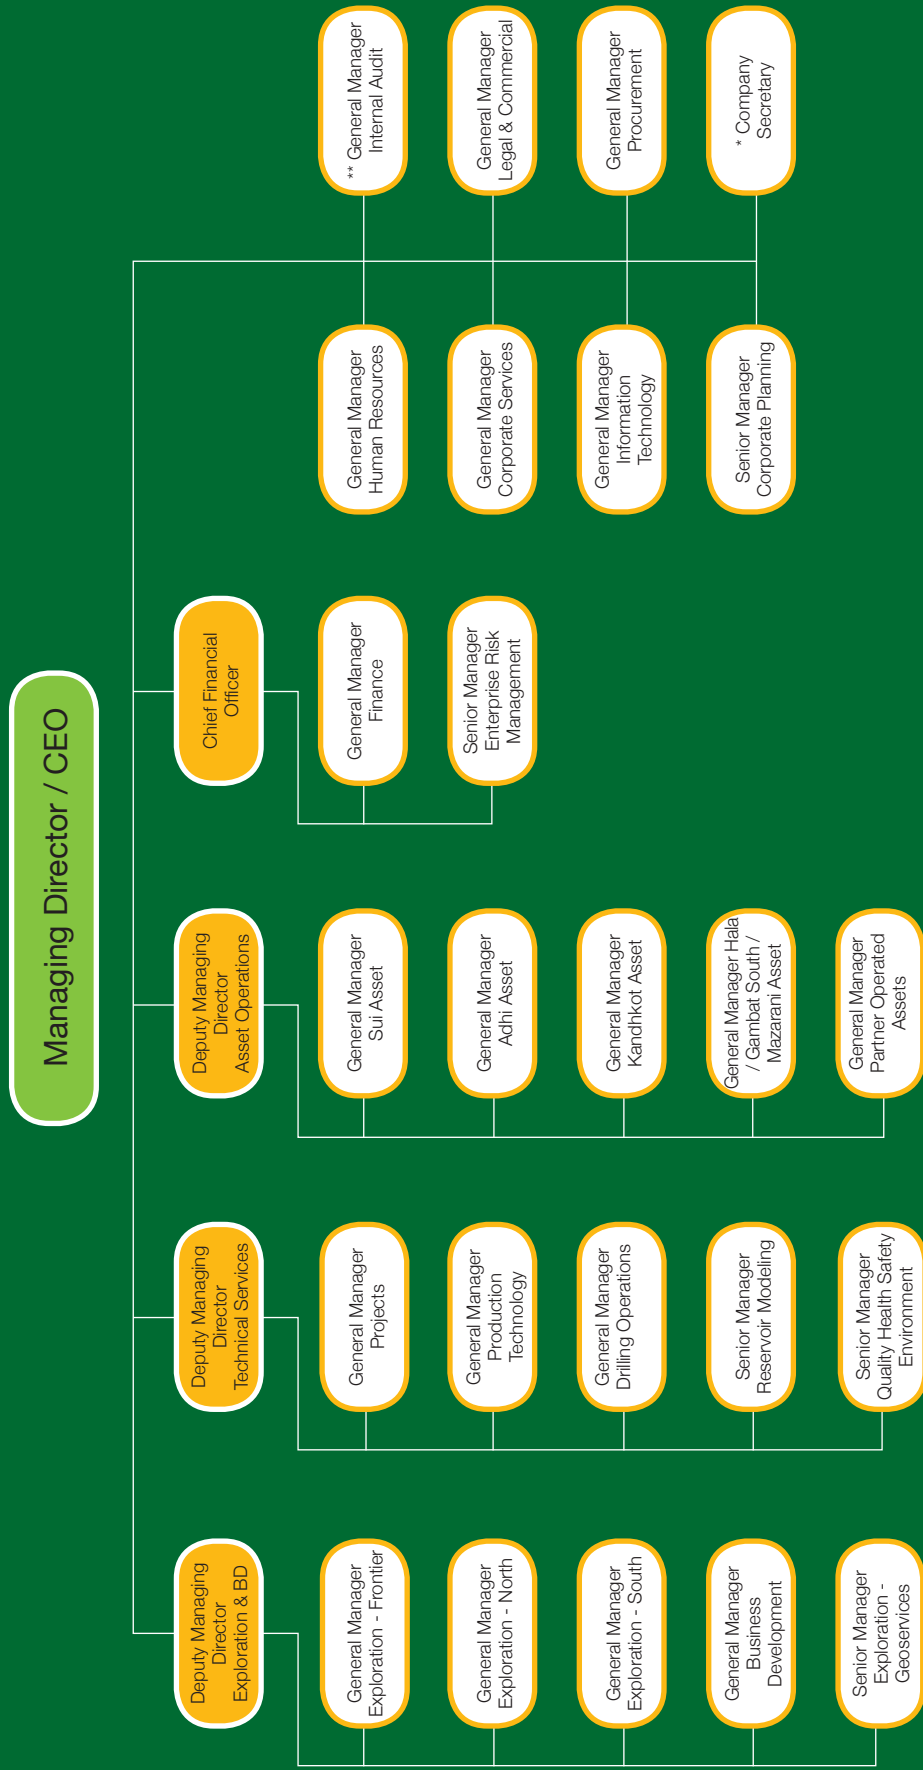 Managing Director / CEO
Deputy Managing
Director
Exploration & BD
General Manager
Exploration - Frontier
General Manager
Exploration - North
General Manager
Exploration - South
General Manager
Business
Development
Senior Manager
Exploration -
Geoservices
Deputy Managing
Director
Technical Services
General Manager
Projects
General Manager
Production
Technology
General Manager
Drilling Operations
Senior Manager
Reservoir Modeling
Senior Manager
Quality Health Safety
Environment
Deputy Managing
Director
Asset Operations
General Manager
Sui Asset
General Manager
Adhi Asset
General Manager
Kandhkot Asset
General Manager Hala
/ Gambat South /
Mazarani Asset
General Manager
Partner Operated
Assets
Chief Financial
Officer
General Manager
Finance
Senior Manager
Enterprise Risk
Management
General Manager
Human Resources
General Manager
Corporate Services
General Manager
Information
Technology
Senior Manager
Corporate Planning
** General Manager
Internal Audit
General Manager
Legal & Commercial
General Manager
Procurement
* Company
Secretary